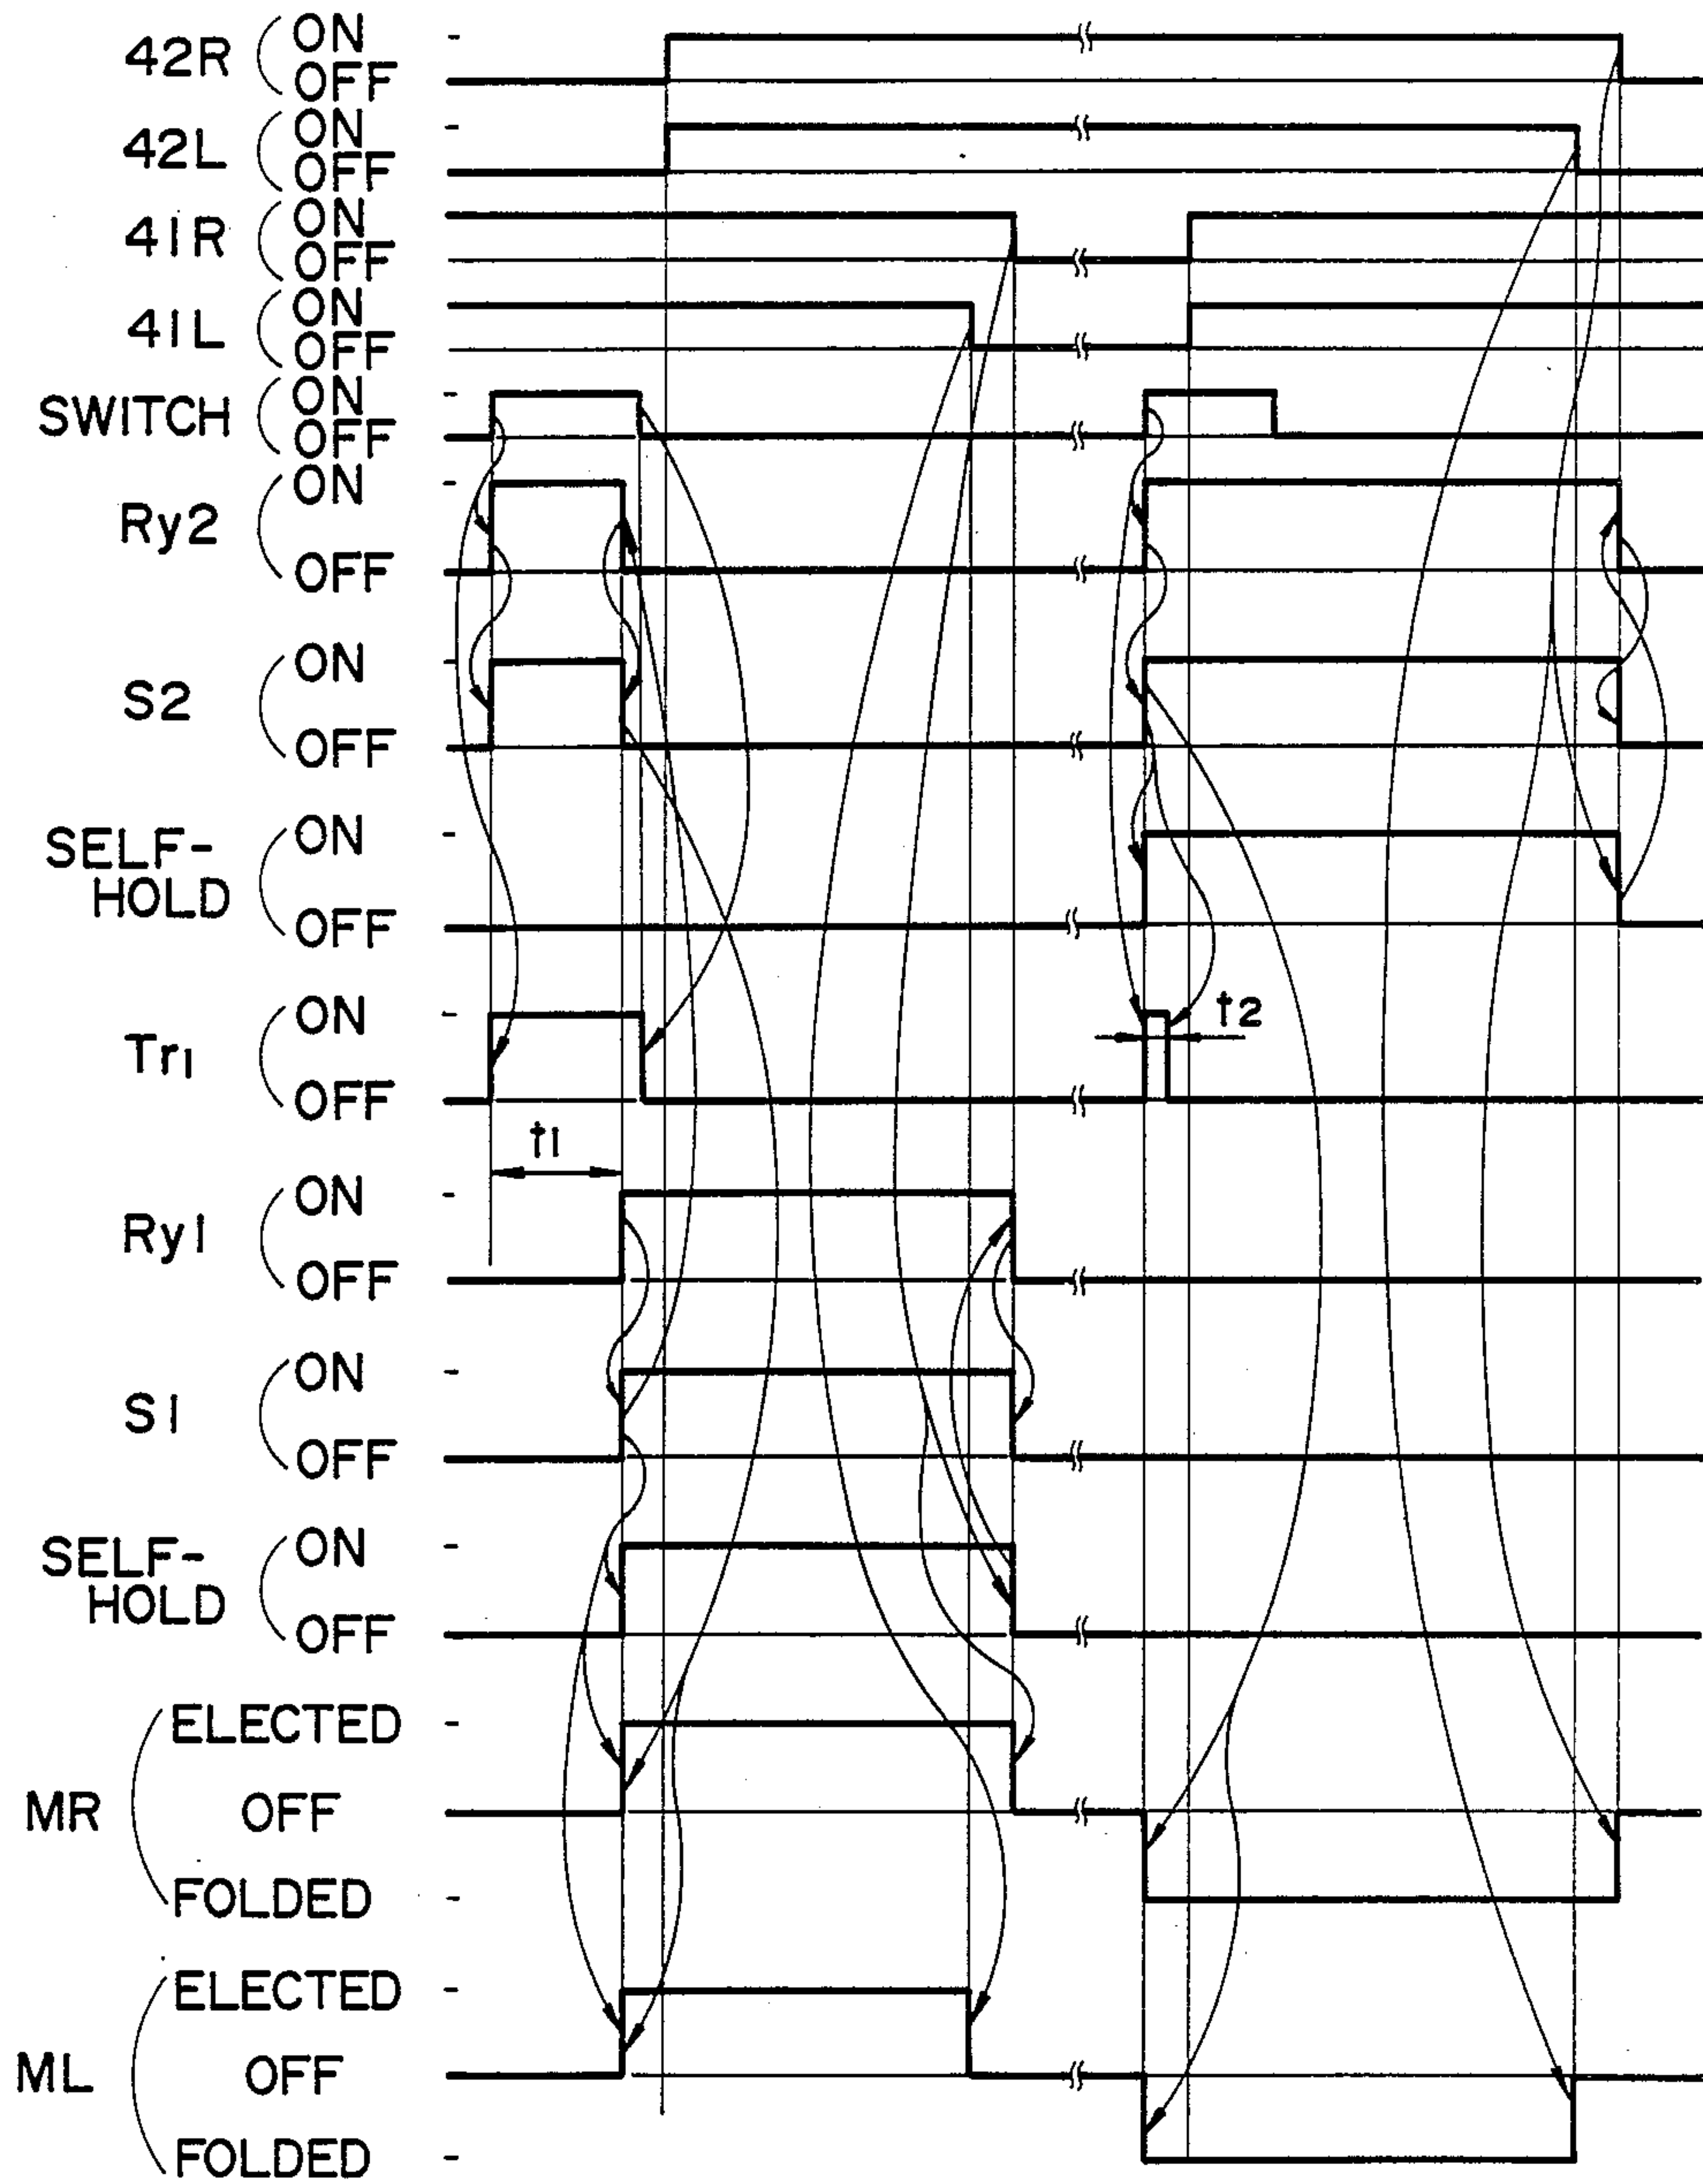 42R ON
OFF
42L ON
OFF
41R ON
OFF
41L ON
OFF
SWITCH ON
OFF
Ry2 ON
OFF
S2 ON
OFF
SELF-
HOLD ON
OFF
Tr1 ON
OFF
t2
t1
Ry1 ON
OFF
S1 ON
OFF
SELF-
HOLD ON
OFF
MR ELECTED
OFF
FOLDED
ML ELECTED
OFF
FOLDED